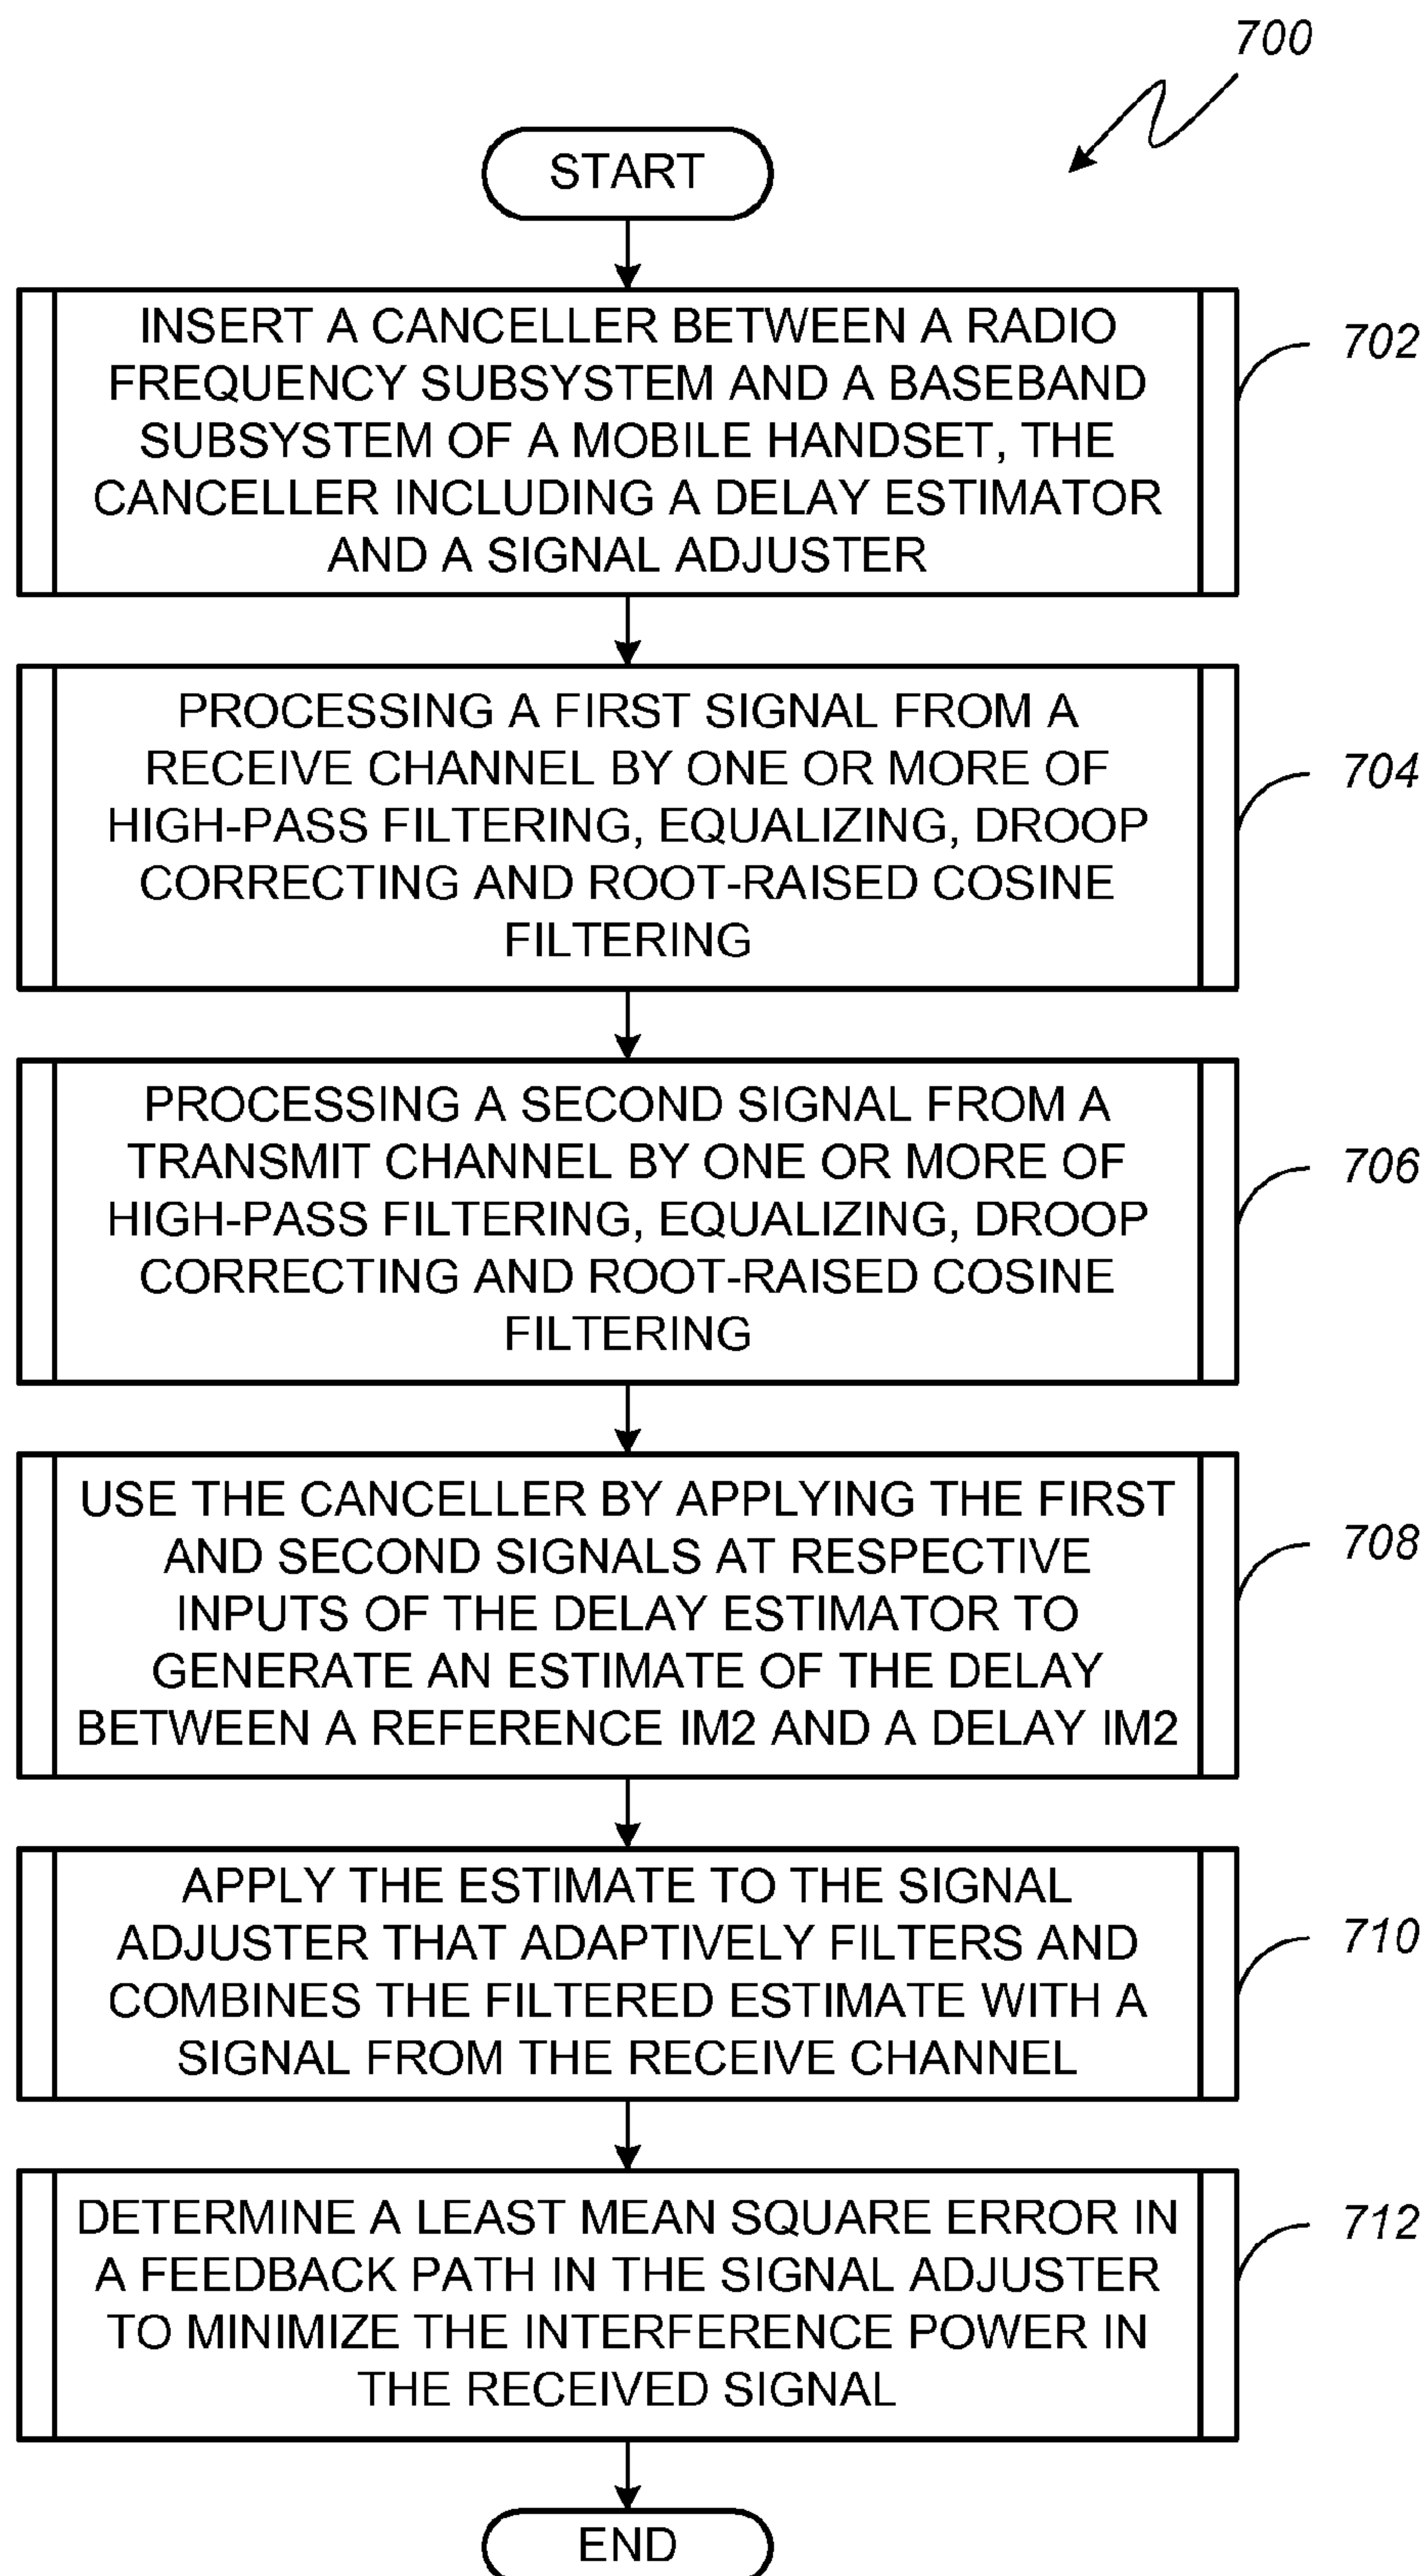 700
START
INSERT A CANCELLER BETWEEN A RADIO
FREQUENCY SUBSYSTEM AND A BASEBAND
SUBSYSTEM OF A MOBILE HANDSET, THE
CANCELLER INCLUDING A DELAY ESTIMATOR
AND A SIGNAL ADJUSTER
702
PROCESSING A FIRST SIGNAL FROM A
RECEIVE CHANNEL BY ONE OR MORE OF
HIGH-PASS FILTERING, EQUALIZING, DROOP
CORRECTING AND ROOT-RAISED COSINE
FILTERING
704
PROCESSING A SECOND SIGNAL FROM A
TRANSMIT CHANNEL BY ONE OR MORE OF
HIGH-PASS FILTERING, EQUALIZING, DROOP
CORRECTING AND ROOT-RAISED COSINE
FILTERING
706
USE THE CANCELLER BY APPLYING THE FIRST
AND SECOND SIGNALS AT RESPECTIVE
INPUTS OF THE DELAY ESTIMATOR TO
GENERATE AN ESTIMATE OF THE DELAY
BETWEEN A REFERENCE IM2 AND A DELAY IM2
708
APPLY THE ESTIMATE TO THE SIGNAL
ADJUSTER THAT ADAPTIVELY FILTERS AND
COMBINES THE FILTERED ESTIMATE WITH A
SIGNAL FROM THE RECEIVE CHANNEL
710
DETERMINE A LEAST MEAN SQUARE ERROR IN
A FEEDBACK PATH IN THE SIGNAL ADJUSTER
TO MINIMIZE THE INTERFERENCE POWER IN
THE RECEIVED SIGNAL
712
END